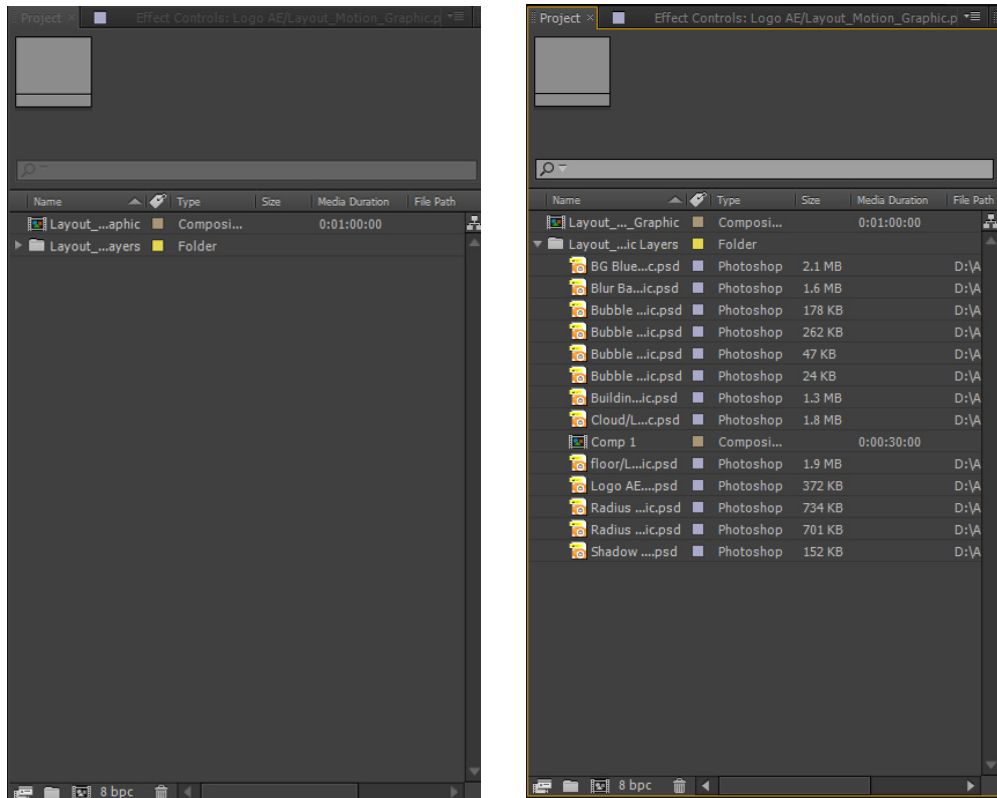 Project × Effect Controls: Logo AE/Layout_Motion_Graphic.p
Name Type Size Media Duration File Path
Layout_...aphic Composi... 0:01:00:00
Layout_...ayers Folder
8 bpc
Project × Effect Controls: Logo AE/Layout_Motion_Graphic.p
Name Type Size Media Duration File Path
Layout_..._Graphic Composi... 0:01:00:00
Layout_...ic Layers Folder
BG Blue...c.psd Photoshop 2.1 MB D:\A
Blur Ba...ic.psd Photoshop 1.6 MB D:\A
Bubble ...ic.psd Photoshop 178 KB D:\A
Bubble ...ic.psd Photoshop 262 KB D:\A
Bubble ...ic.psd Photoshop 47 KB D:\A
Bubble ...ic.psd Photoshop 24 KB D:\A
Buildin...ic.psd Photoshop 1.3 MB D:\A
Cloud/L...c.psd Photoshop 1.8 MB D:\A
Comp 1 Composi... 0:00:30:00
floor/L...ic.psd Photoshop 1.9 MB D:\A
Logo AE....psd Photoshop 372 KB D:\A
Radius ...ic.psd Photoshop 734 KB D:\A
Radius ...ic.psd Photoshop 701 KB D:\A
Shadow ....psd Photoshop 152 KB D:\A
8 bpc